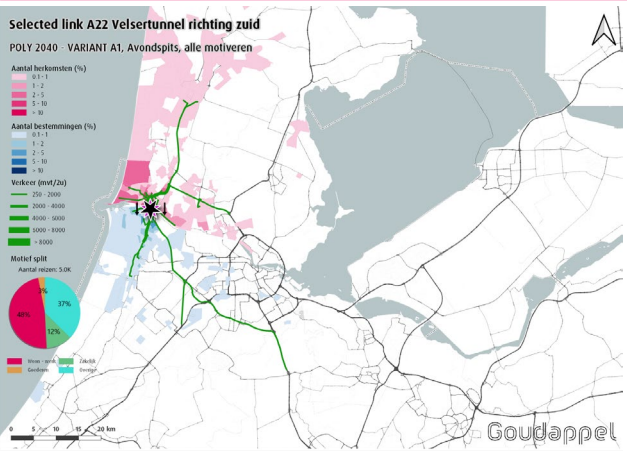 Selected link A22 Velsertunnel richting zuid
POLY 2040 - VARIANT A1, Avondspits, alle motiveren
Aantal herkomsten (%)
0.1 - 1
1 - 2
2 - 5
5 - 10
> 10
Aantal bestemmingen (%)
0.1 - 1
1 - 2
2 - 5
5 - 10
> 10
Verkeer (mvt/2u)
250 - 2000
2000 - 4000
4000 - 6000
6000 - 8000
> 8000
Motief split
Aantal reizen: 5.0K
3%
37%
48%
12%
Woon - werk
Zakelijk
Goederen
Overige
0 5 10 15 20 km
Goudappel